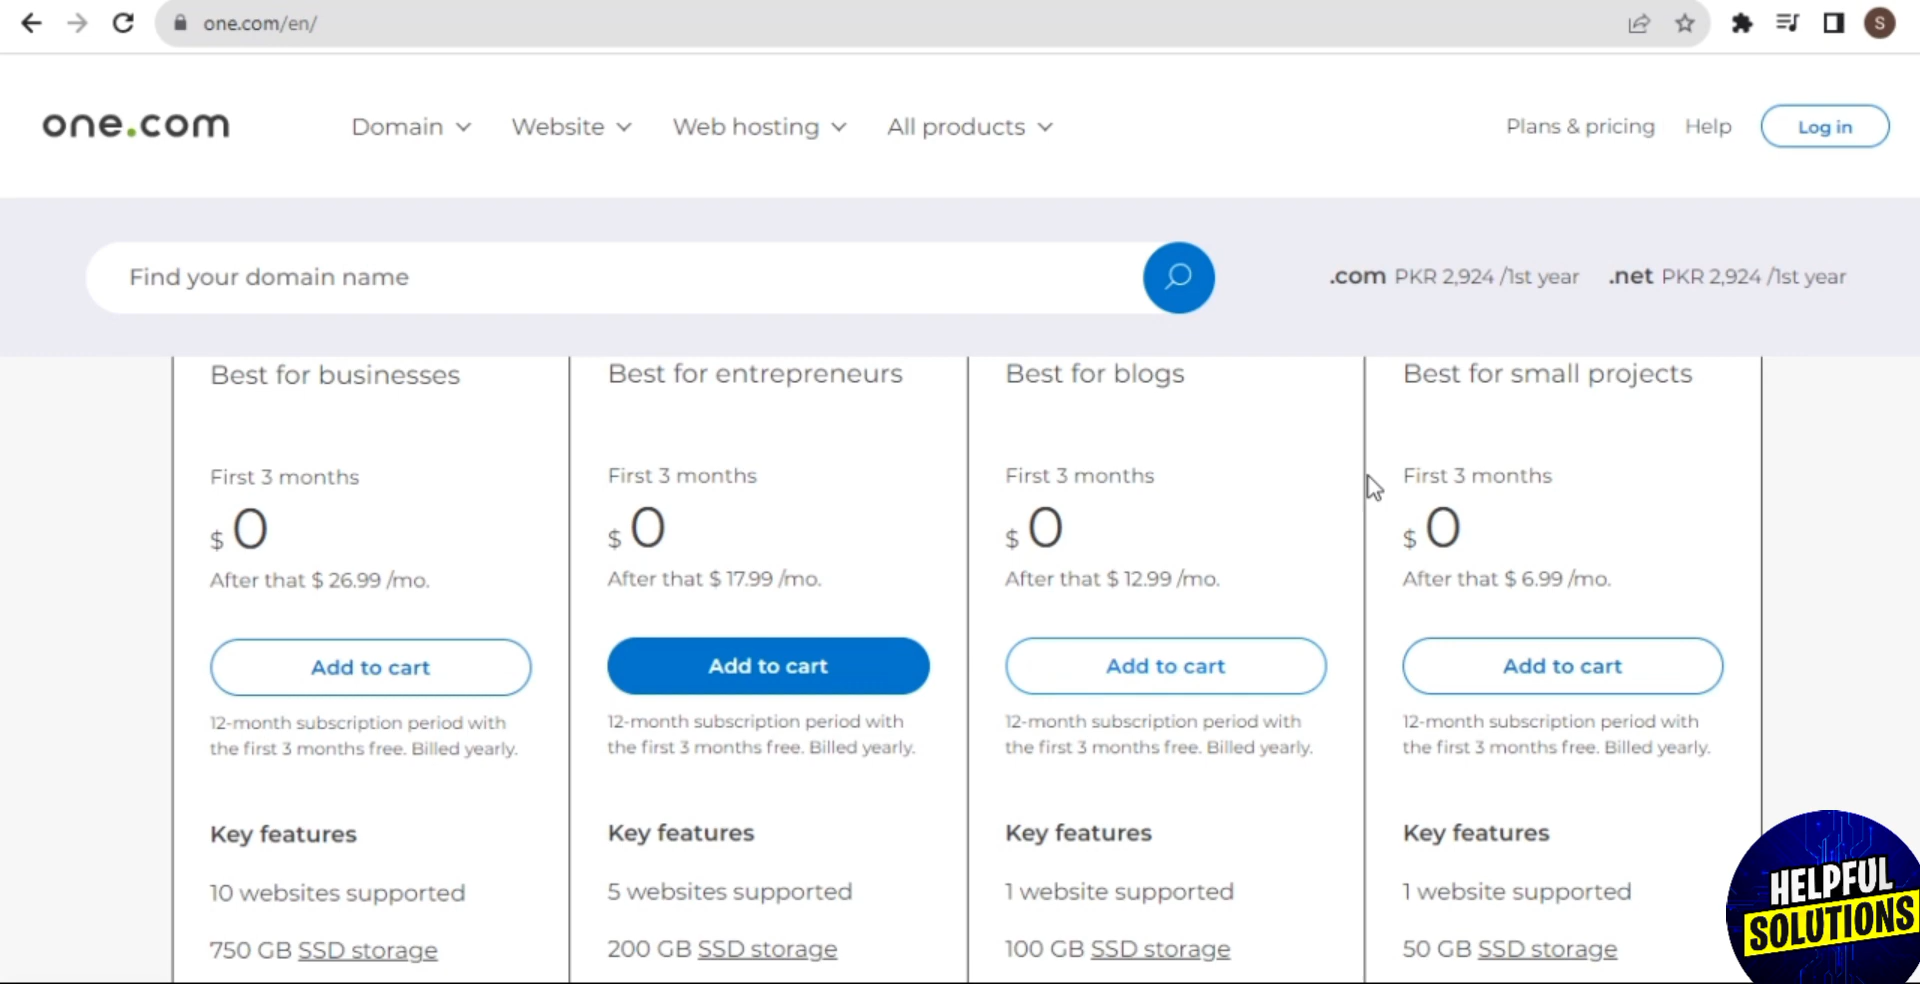 one.com/en/
S
one.com
Domain
Website
Web hosting
All products
Plans & pricing
Help
Log in
Find your domain name
.com PKR 2,924 /1st year
.net PKR 2,924 /1st year
Best for businesses
First 3 months
$ 0
After that $ 26.99 /mo.
Add to cart
12-month subscription period with
the first 3 months free. Billed yearly.
Key features
10 websites supported
750 GB SSD storage
Best for entrepreneurs
First 3 months
$ 0
After that $ 17.99 /mo.
Add to cart
12-month subscription period with
the first 3 months free. Billed yearly.
Key features
5 websites supported
200 GB SSD storage
Best for blogs
First 3 months
$ 0
After that $ 12.99 /mo.
Add to cart
12-month subscription period with
the first 3 months free. Billed yearly.
Key features
1 website supported
100 GB SSD storage
Best for small projects
First 3 months
$ 0
After that $ 6.99 /mo.
Add to cart
12-month subscription period with
the first 3 months free. Billed yearly.
Key features
1 website supported
50 GB SSD storage
HELPFUL
SOLUTIONS